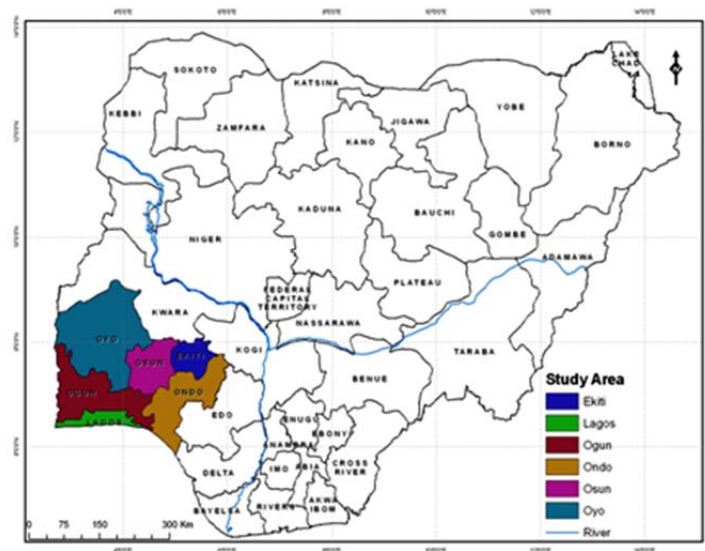 LAKE
CHAD
SOKOTO
KATSINA
YOBE
KEBBI
JIGAWA
ZAMFARA
KANO
BORNO
KADUNA
BAUCHI
GOMBE
NIGER
ADAMAWA
PLATEAU
FEDERAL
CAPITAL
TERRITORY
KWARA
NASSARAWA
OYO
KOGI
TARABA
OSUN
EKITI
BENUE
OGUN
ONDO
EDO
LAGOS
ENUGU
EBONY
ANAMBRA
IMO
ABIA
CROSS
RIVER
DELTA
AKWA
IBOM
BAYELSA
RIVERS
Study Area
Ekiti
Lagos
Ogun
Ondo
Osun
Oyo
River
0 75 150 300 Km